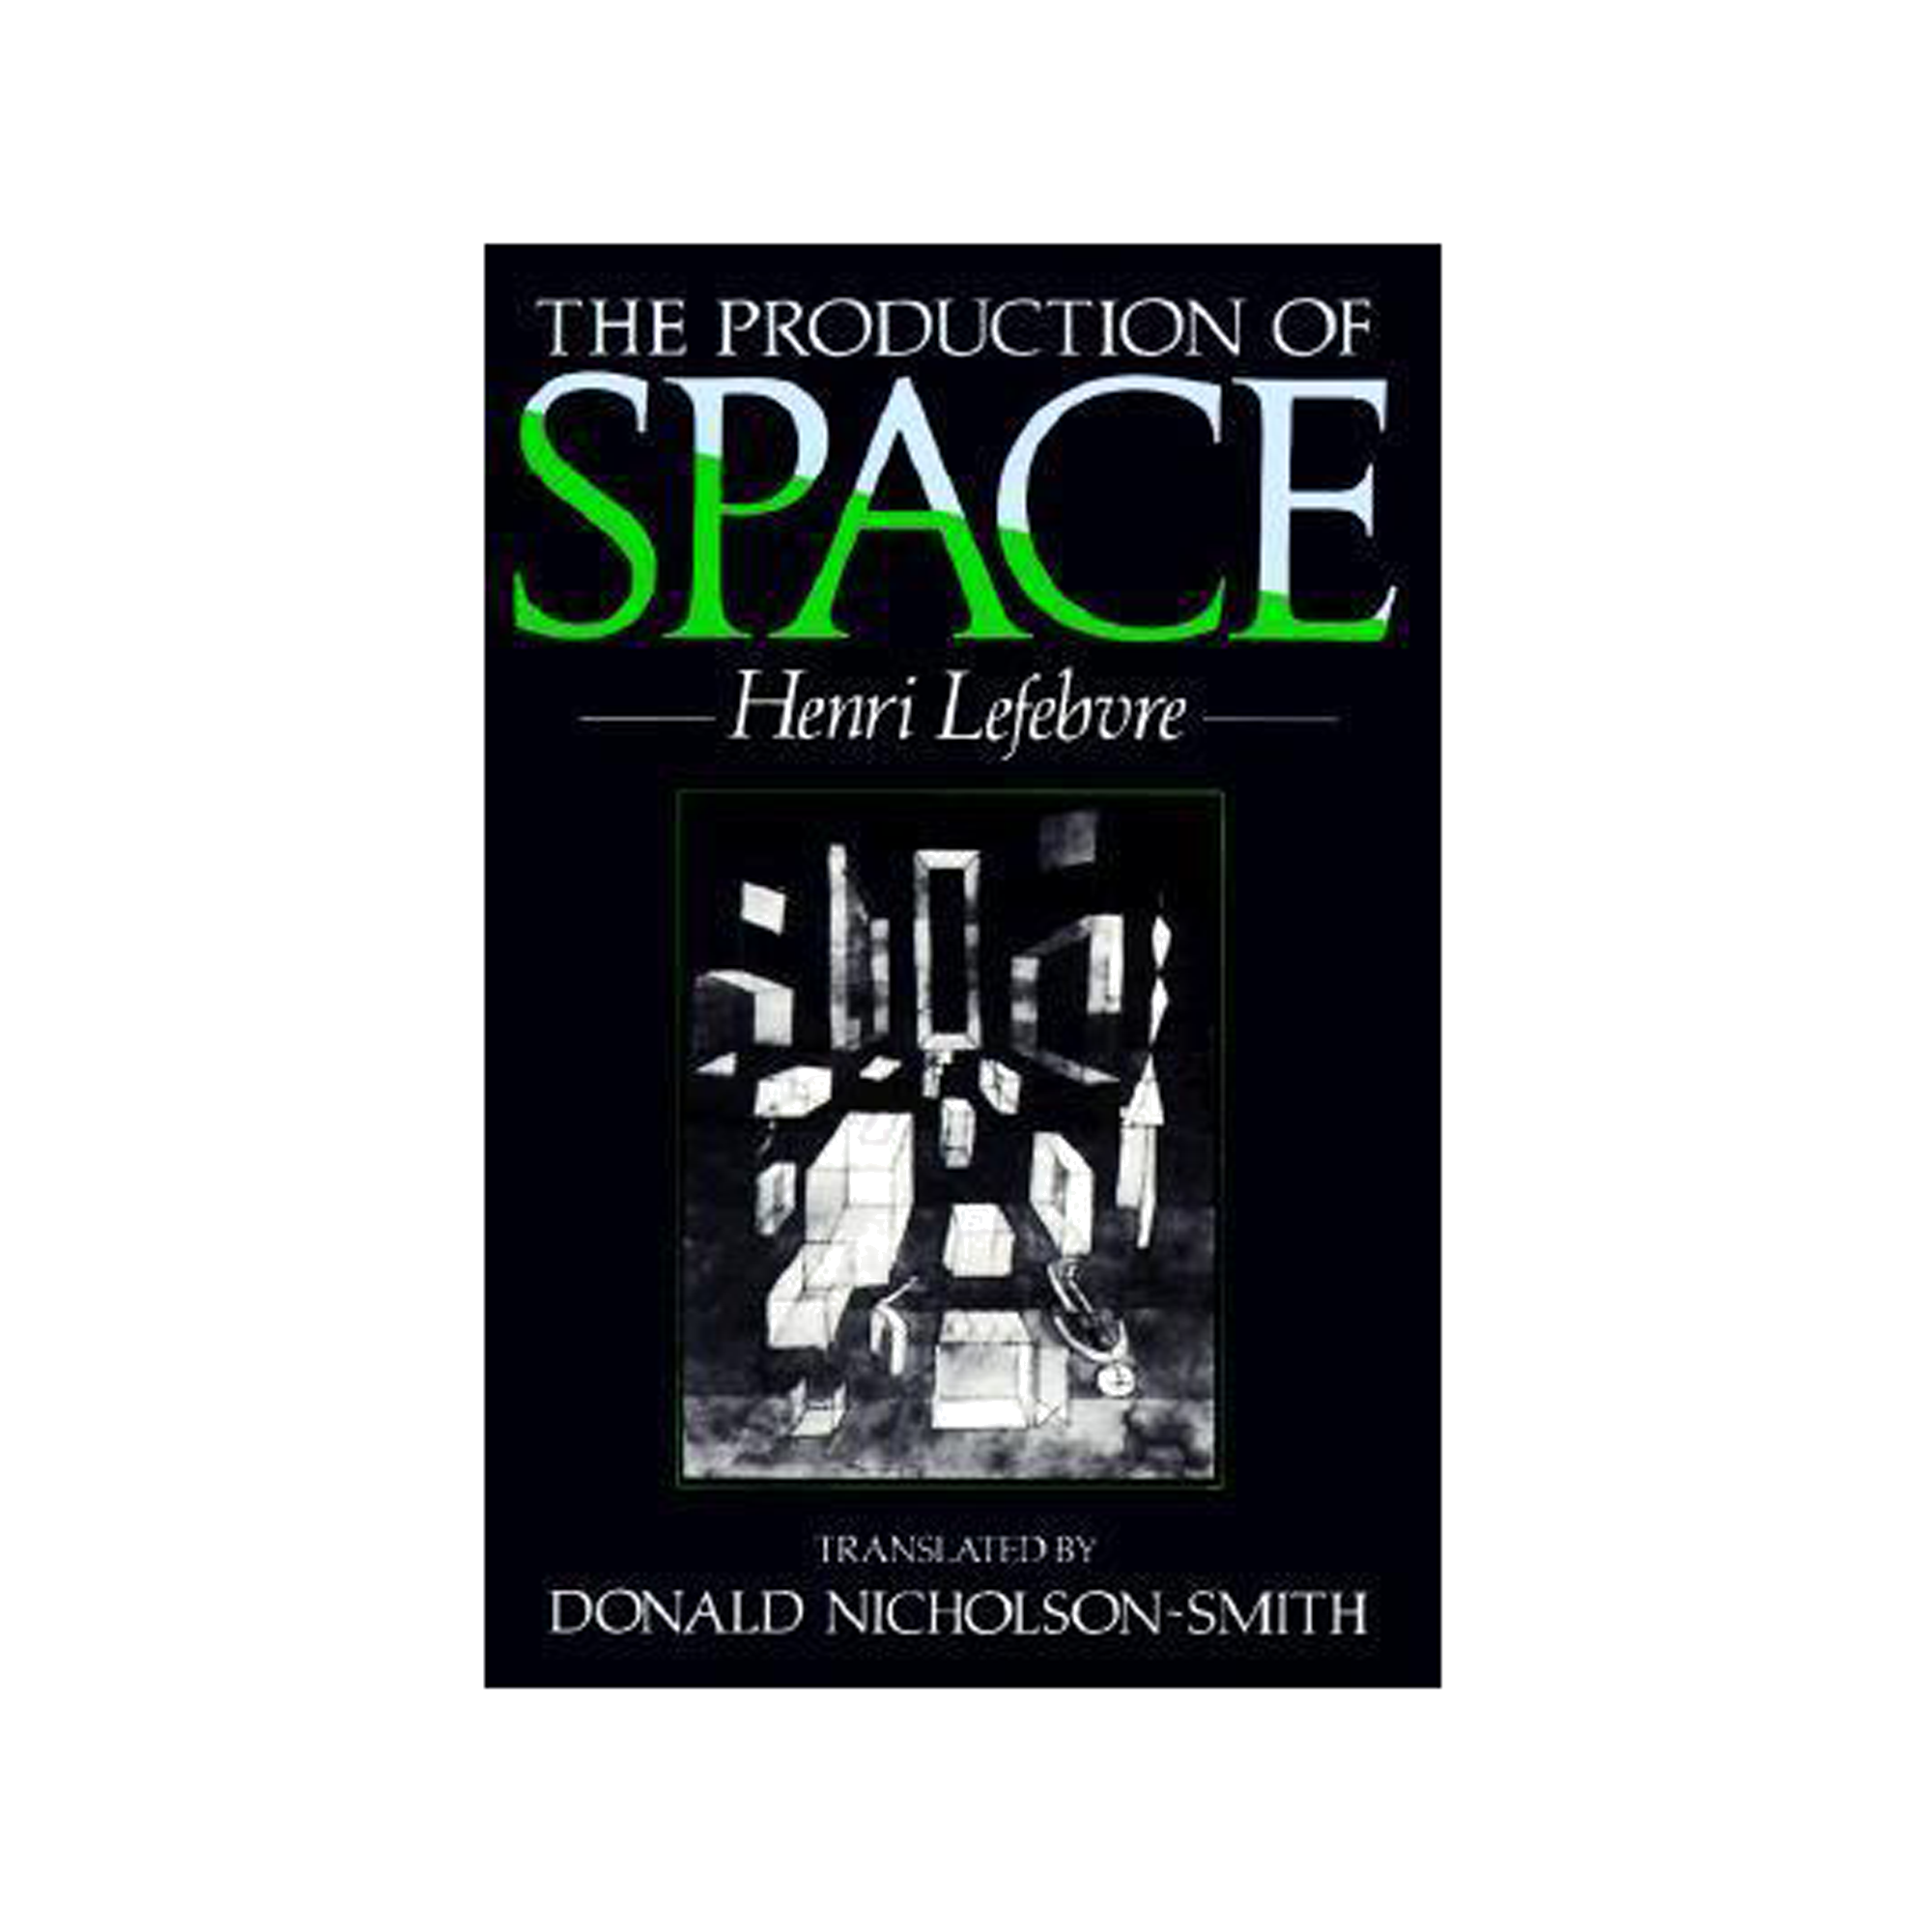 THE PRODUCTION OF
SPACE
Henri Lefebvre
TRANSLATED BY
DONALD NICHOLSON-SMITH